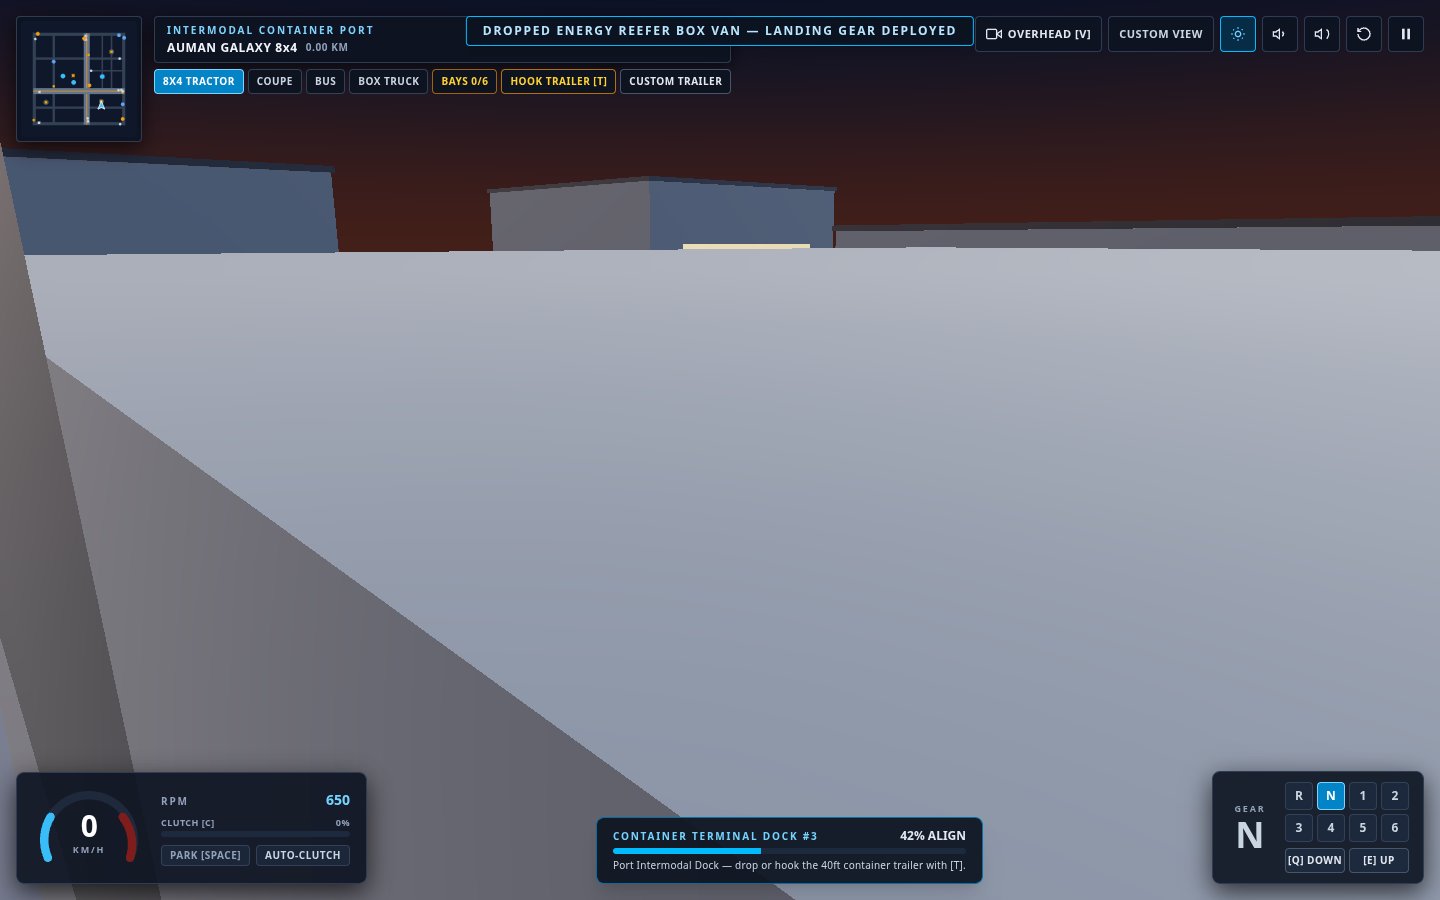 INTERMODAL CONTAINER PORT
AUMAN GALAXY 8x4 0.00 KM
DROPPED ENERGY REEFER BOX VAN — LANDING GEAR DEPLOYED
OVERHEAD [V]
CUSTOM VIEW
8X4 TRACTOR
COUPE
BUS
BOX TRUCK
BAYS 0/6
HOOK TRAILER [T]
CUSTOM TRAILER
0
KM/H
RPM 650
CLUTCH [C] 0%
PARK [SPACE]
AUTO-CLUTCH
CONTAINER TERMINAL DOCK #3 42% ALIGN
Port Intermodal Dock — drop or hook the 40ft container trailer with [T].
GEAR
N
R N 1 2
3 4 5 6
[Q] DOWN [E] UP